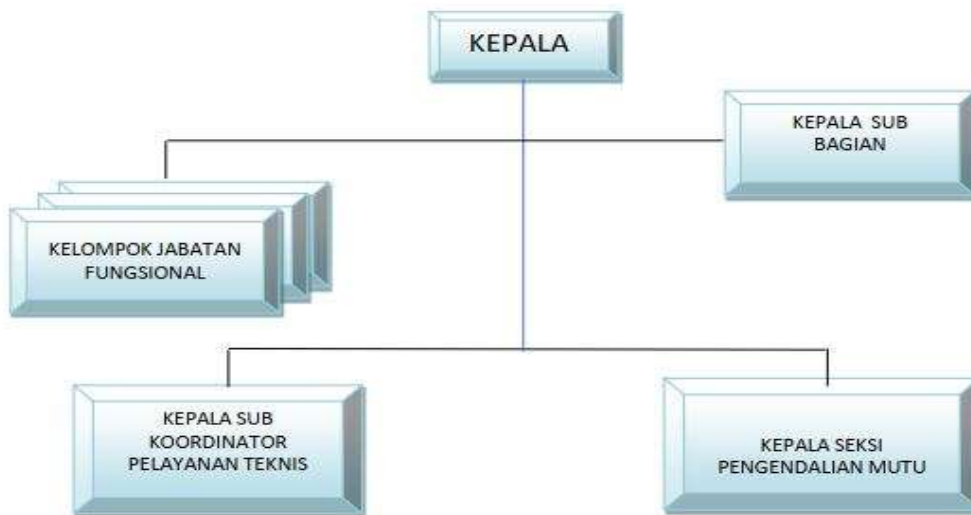 KEPALA
KEPALA SUB
BAGIAN
KELOMPOK JABATAN
FUNGSIONAL
KEPALA SUB
KOORDINATOR
PELAYANAN TEKNIS
KEPALA SEKSI
PENGENDALIAN MUTU